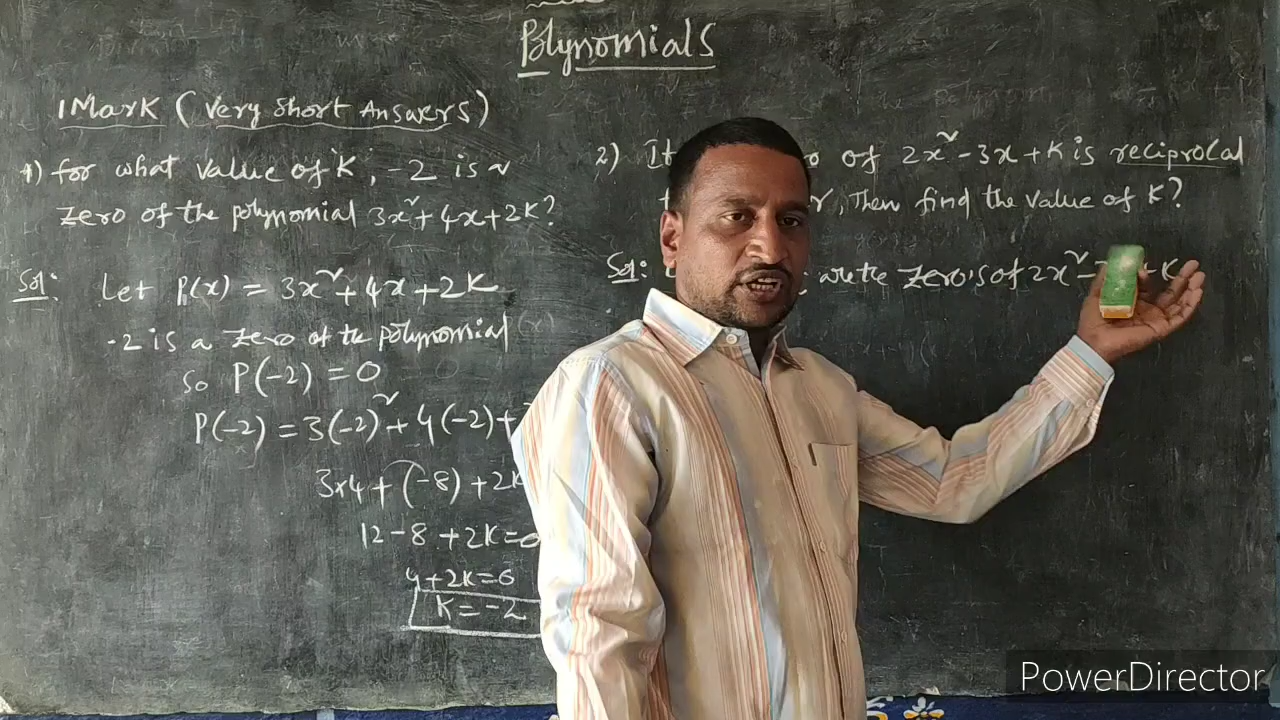 Polynomials
1 Mark (Very Short Answers)
1) for what value of 'K', -2 is a
zero of the polynomial 3x²+4x+2K?
Sol: Let P(x) = 3x²+4x+2K
-2 is a zero of the polynomial (x)
So P(-2) = 0
P(-2) = 3(-2)²+4(-2)+
3x4+(-8)+2K
12-8+2K=0
4+2K=0
K=-2
2) If of 2x²-3x+K is reciprocal
, Then find the value of K?
Sol: are the zero's of 2x²- +K
PowerDirector